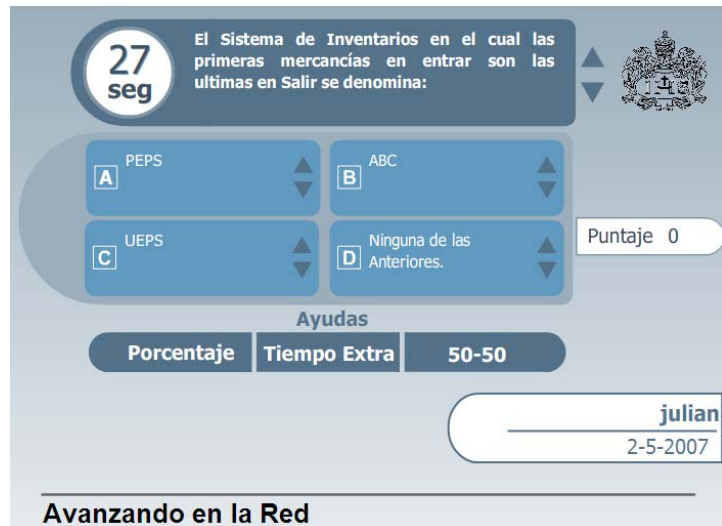 27
seg
El Sistema de Inventarios en el cual las
primeras mercancías en entrar son las
ultimas en Salir se denomina:
A PEPS
B ABC
C UEPS
D Ninguna de las
Anteriores.
Puntaje 0
Ayudas
Porcentaje Tiempo Extra 50-50
julian
2-5-2007
Avanzando en la Red